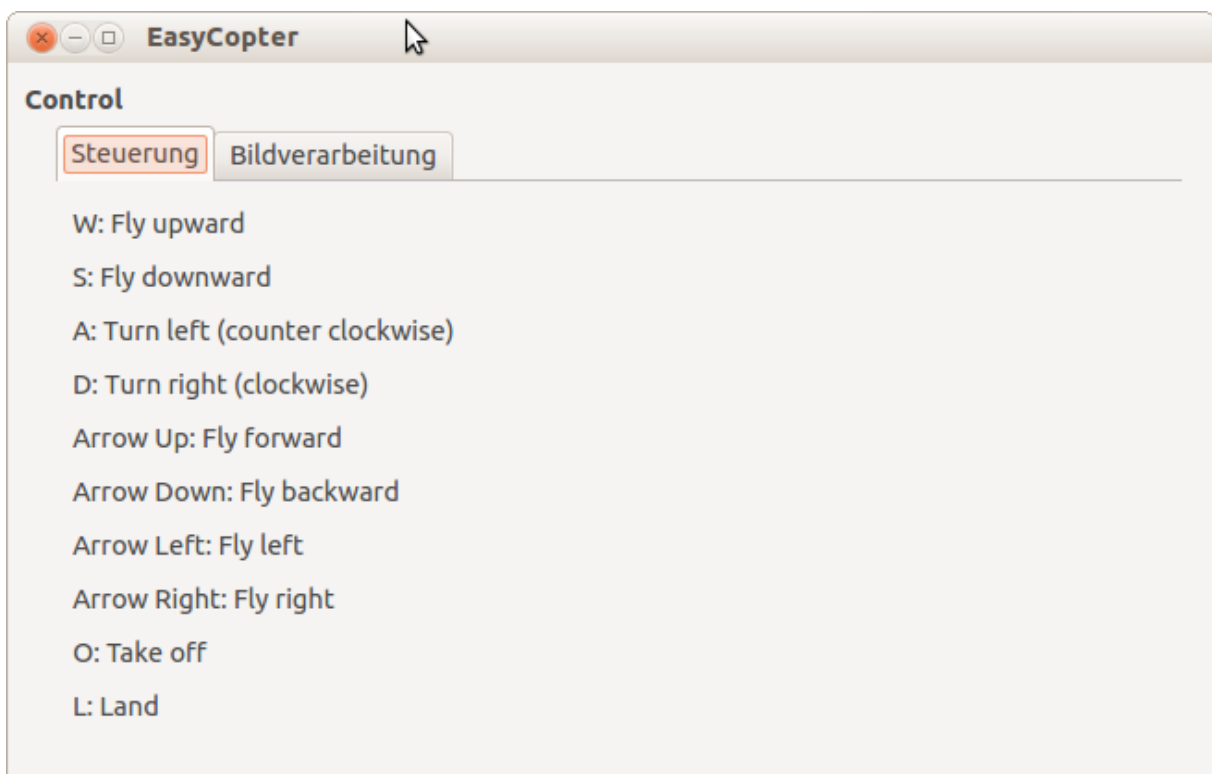 EasyCopter
Control
Steuerung Bildverarbeitung
W: Fly upward
S: Fly downward
A: Turn left (counter clockwise)
D: Turn right (clockwise)
Arrow Up: Fly forward
Arrow Down: Fly backward
Arrow Left: Fly left
Arrow Right: Fly right
O: Take off
L: Land